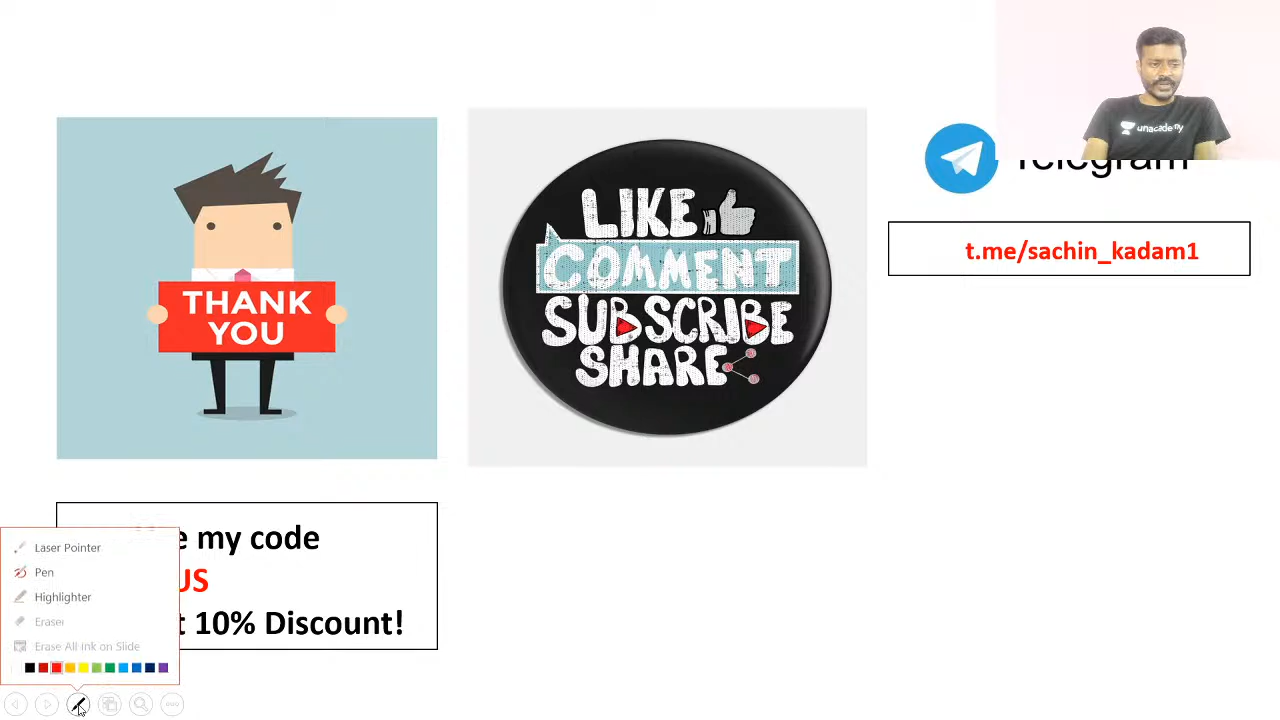 unacademy
Telegram
t.me/sachin_kadam1
THANK
YOU
LIKE
COMMENT
SUBSCRIBE
SHARE
my code
10% Discount!
Laser Pointer
Pen
Highlighter
Eraser
Erase All Ink on Slide